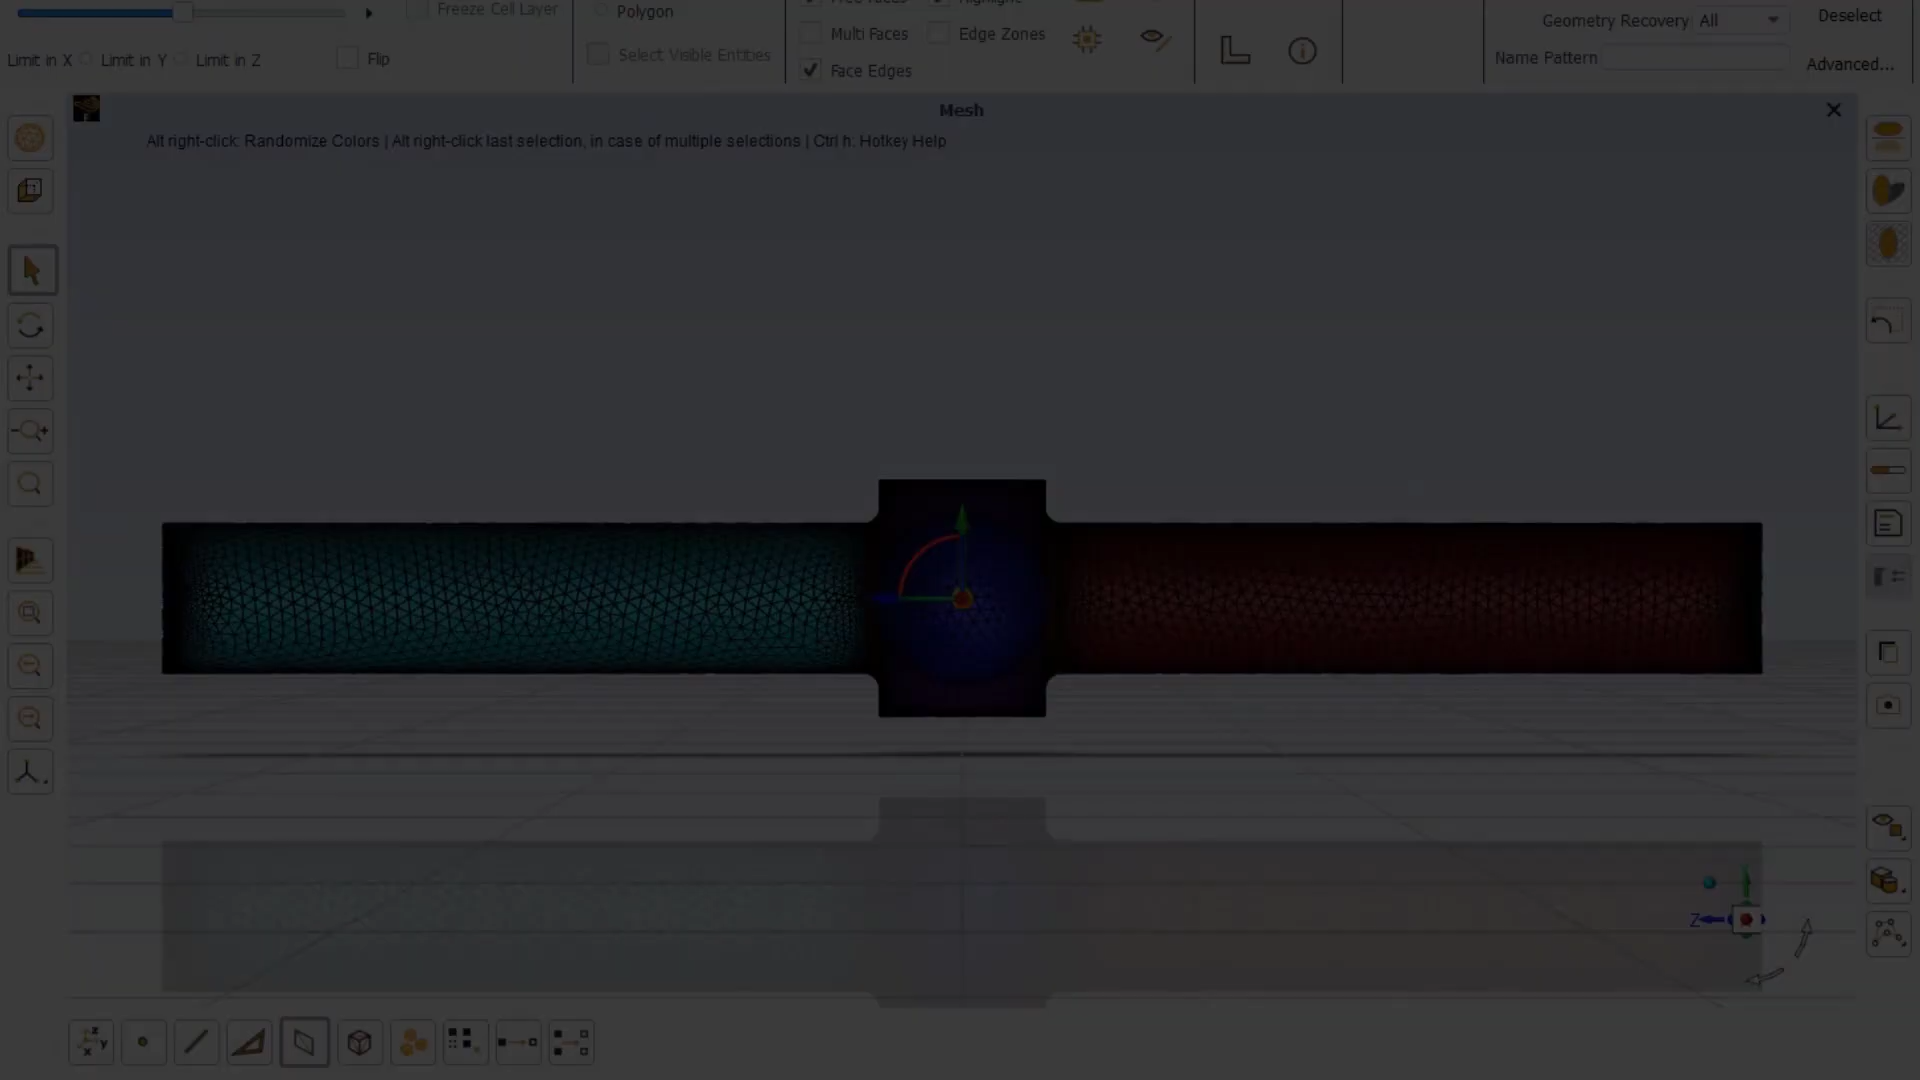 Freeze Cell Layer
Polygon
Geometry Recovery All
Deselect
Multi Faces
Edge Zones
Limit in X
Limit in Y
Limit in Z
Flip
Select Visible Entities
Face Edges
Name Pattern
Advanced...
Mesh
Alt right-click: Randomize Colors | Alt right-click last selection, in case of multiple selections | Ctrl h: Hotkey Help
Z
z
x y